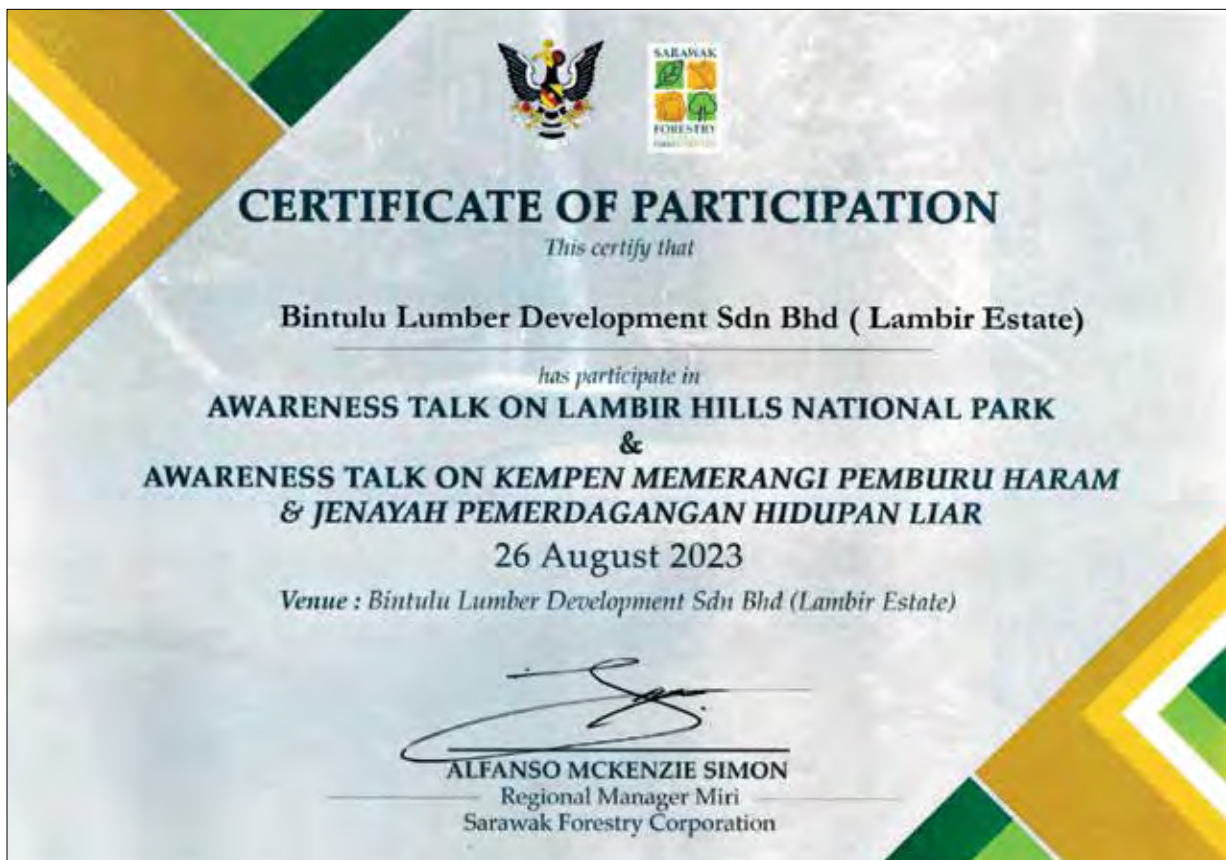 SARAWAK
FORESTRY
CERTIFICATE OF PARTICIPATION
This certify that
Bintulu Lumber Development Sdn Bhd ( Lambir Estate)
has participate in
AWARENESS TALK ON LAMBIR HILLS NATIONAL PARK
&
AWARENESS TALK ON KEMPEN MEMERANGI PEMBURU HARAM
& JENAYAH PEMERDAGANGAN HIDUPAN LIAR
26 August 2023
Venue : Bintulu Lumber Development Sdn Bhd (Lambir Estate)
ALFANSO MCKENZIE SIMON
Regional Manager Miri
Sarawak Forestry Corporation